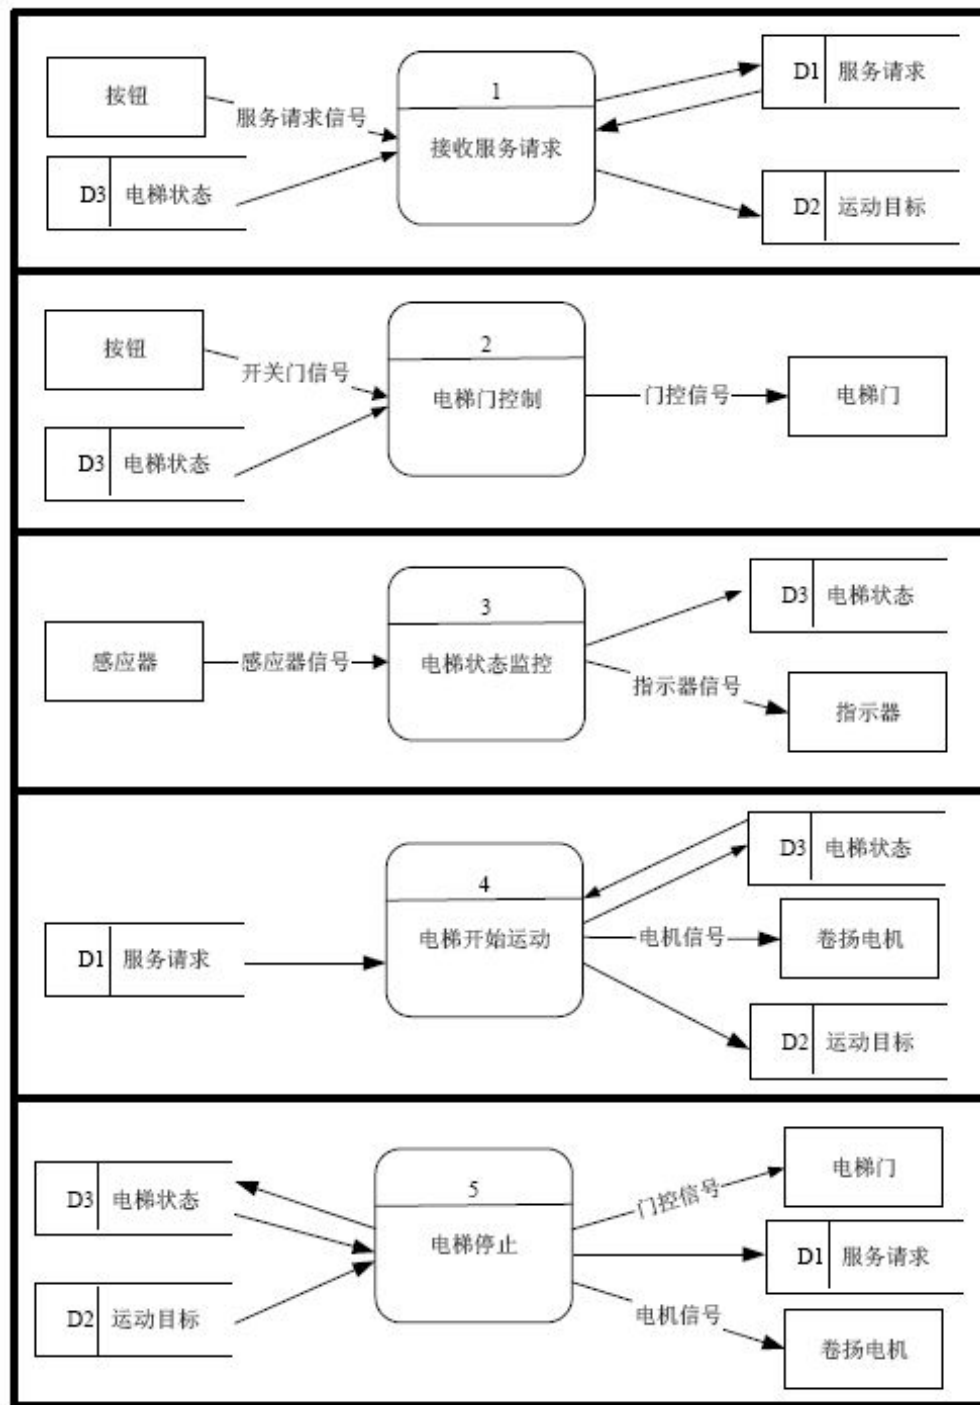 按钮
服务请求信号
D3 电梯状态
1
接收服务请求
D1 服务请求
D2 运动目标
按钮
开关门信号
D3 电梯状态
2
电梯门控制
门控信号
电梯门
感应器
感应器信号
3
电梯状态监控
D3 电梯状态
指示器信号
指示器
D1 服务请求
4
电梯开始运动
D3 电梯状态
电机信号
卷扬电机
D2 运动目标
D3 电梯状态
D2 运动目标
5
电梯停止
门控信号
电梯门
D1 服务请求
电机信号
卷扬电机